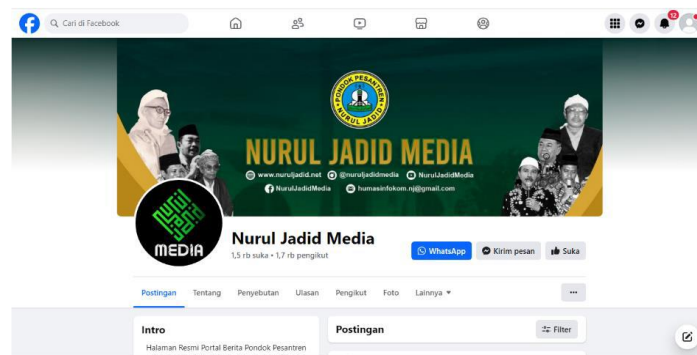 Cari di Facebook
12
PONDOK PESANTREN
NURUL JADID
NURUL JADID MEDIA
www.nuruljadid.net @nuruljadidmedia NurulJadidMedia
NurulJadidMedia humasinfokom.nj@gmail.com
MEDIA
Nurul Jadid Media
1,5 rb suka • 1,7 rb pengikut
WhatsApp
Kirim pesan
Suka
Postingan Tentang Penyebutan Ulasan Pengikut Foto Lainnya
Intro
Halaman Resmi Portal Berita Pondok Pesantren
Postingan
Filter